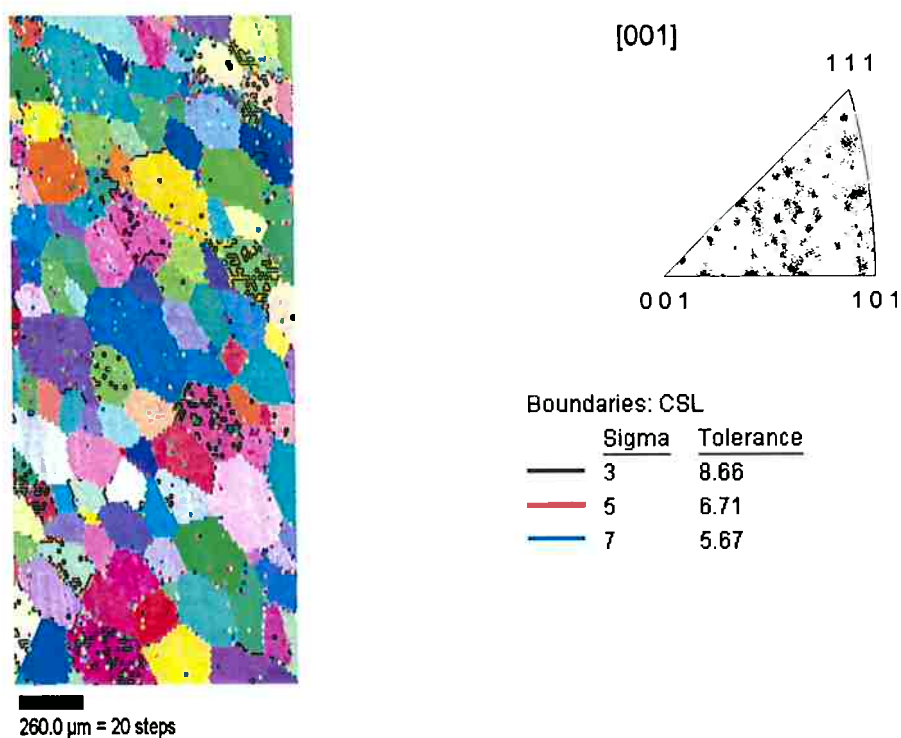 [001]
1 1 1
0 0 1
1 0 1
Boundaries: CSL
Sigma Tolerance
3 8.66
5 6.71
7 5.67
260.0 µm = 20 steps